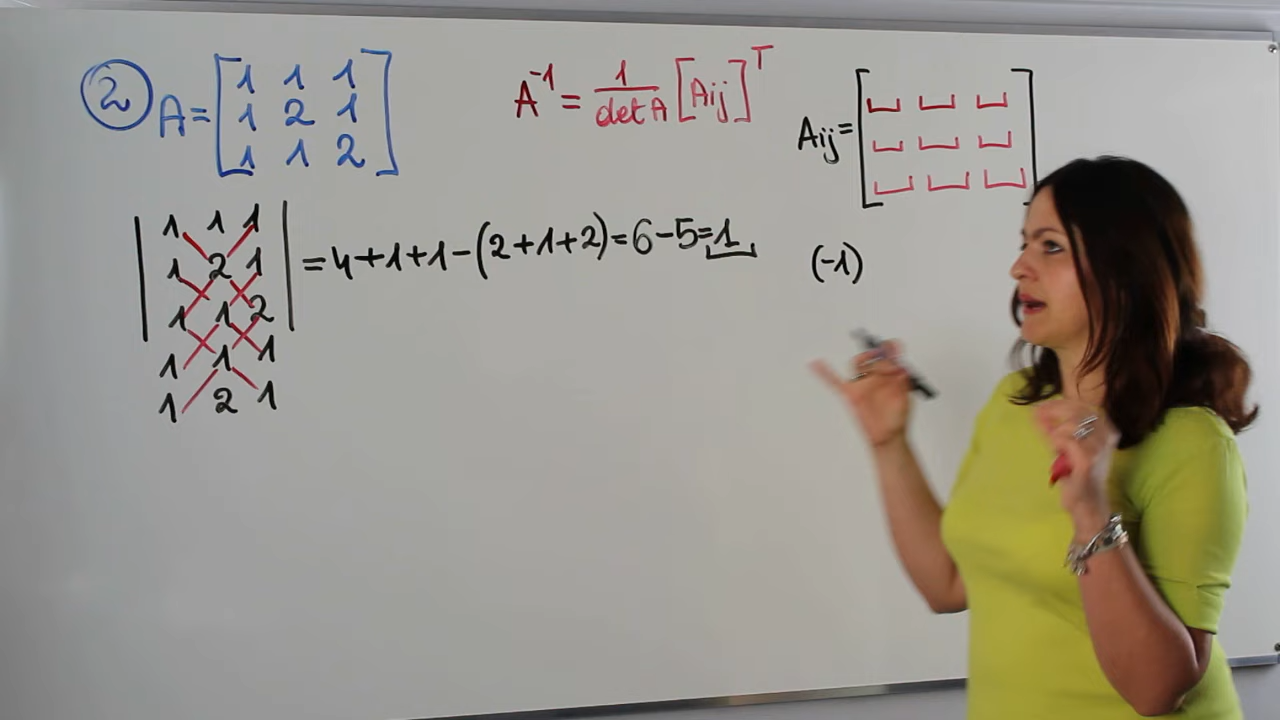 2 A = [ 1 1 1
1 2 1
1 1 2 ]
A⁻¹ = 1/detA [Aij]ᵀ
Aij = [ ]
| 1 1 1
1 2 1
1 1 2 | = 4+1+1-(2+1+2)=6-5=1
1 1 1
1 2 1
(-1)